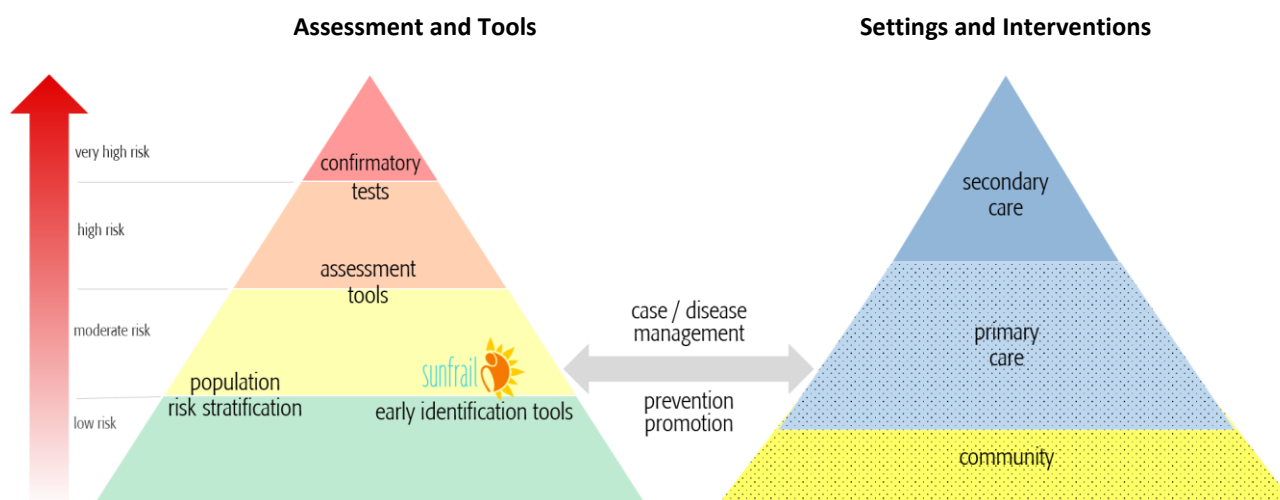 Assessment and Tools
Settings and Interventions
very high risk
high risk
moderate risk
low risk
confirmatory
tests
assessment
tools
sunfrail
population
risk stratification
early identification tools
case / disease
management
prevention
promotion
secondary
care
primary
care
community